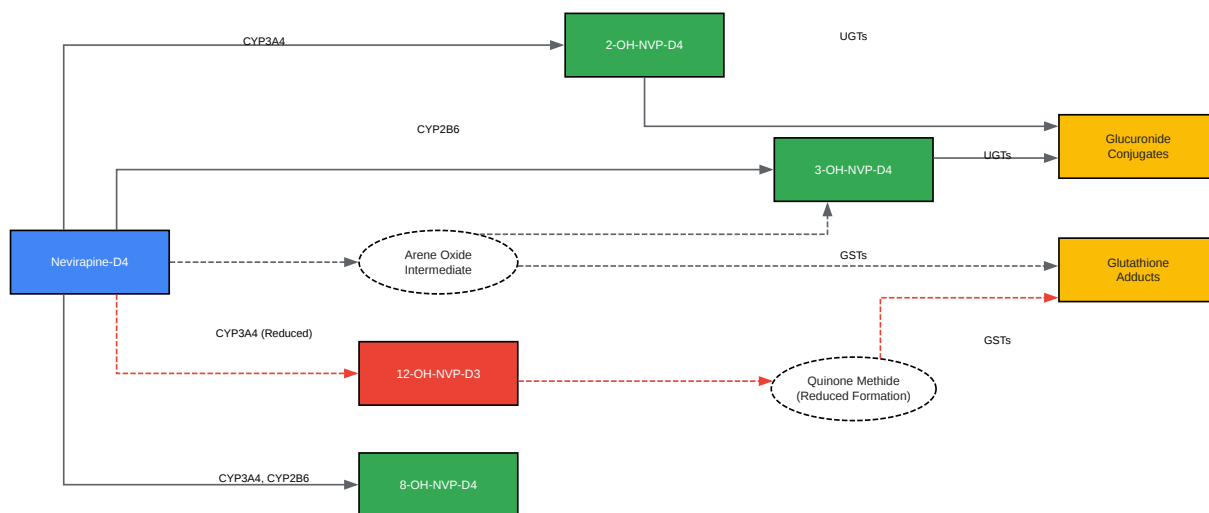 CYP3A4
2-OH-NVP-D4
UGTs
CYP2B6
Glucuronide
Conjugates
3-OH-NVP-D4
UGTs
Nevirapine-D4
Arene Oxide
Intermediate
GSTs
Glutathione
Adducts
CYP3A4 (Reduced)
12-OH-NVP-D3
GSTs
Quinone Methide
(Reduced Formation)
CYP3A4, CYP2B6
8-OH-NVP-D4